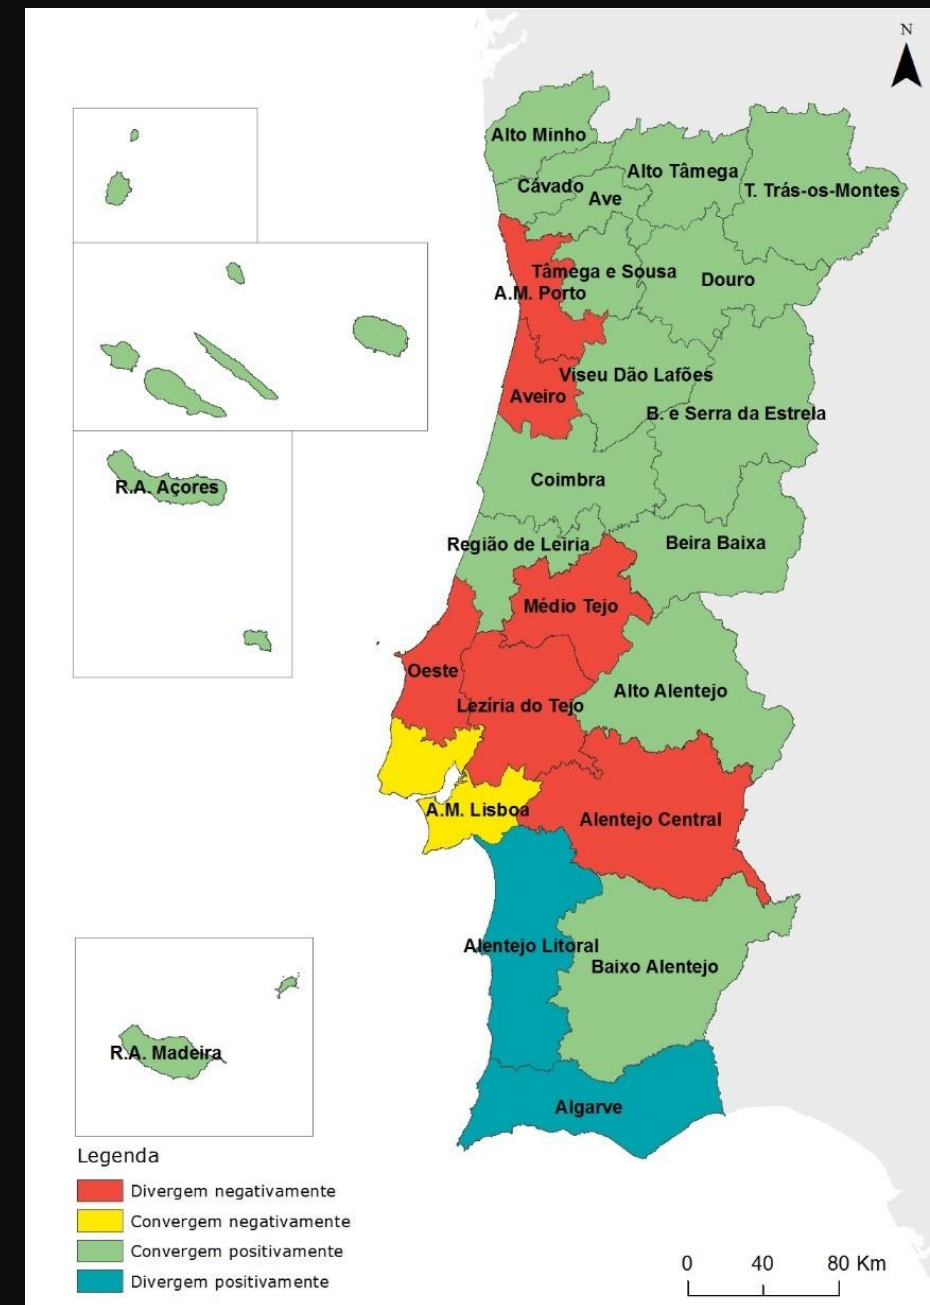 N
Alto Minho
Alto Tâmega
Cávado
T. Trás-os-Montes
Ave
Tâmega e Sousa
Douro
A.M. Porto
Viseu Dão Lafões
Aveiro
B. e Serra da Estrela
Coimbra
R.A. Açores
Região de Leiria
Beira Baixa
Médio Tejo
Oeste
Alto Alentejo
Lezíria do Tejo
A.M. Lisboa
Alentejo Central
Alentejo Litoral
Baixo Alentejo
R.A. Madeira
Algarve
Legenda
Divergem negativamente
Convergem negativamente
Convergem positivamente
Divergem positivamente
0 40 80 Km